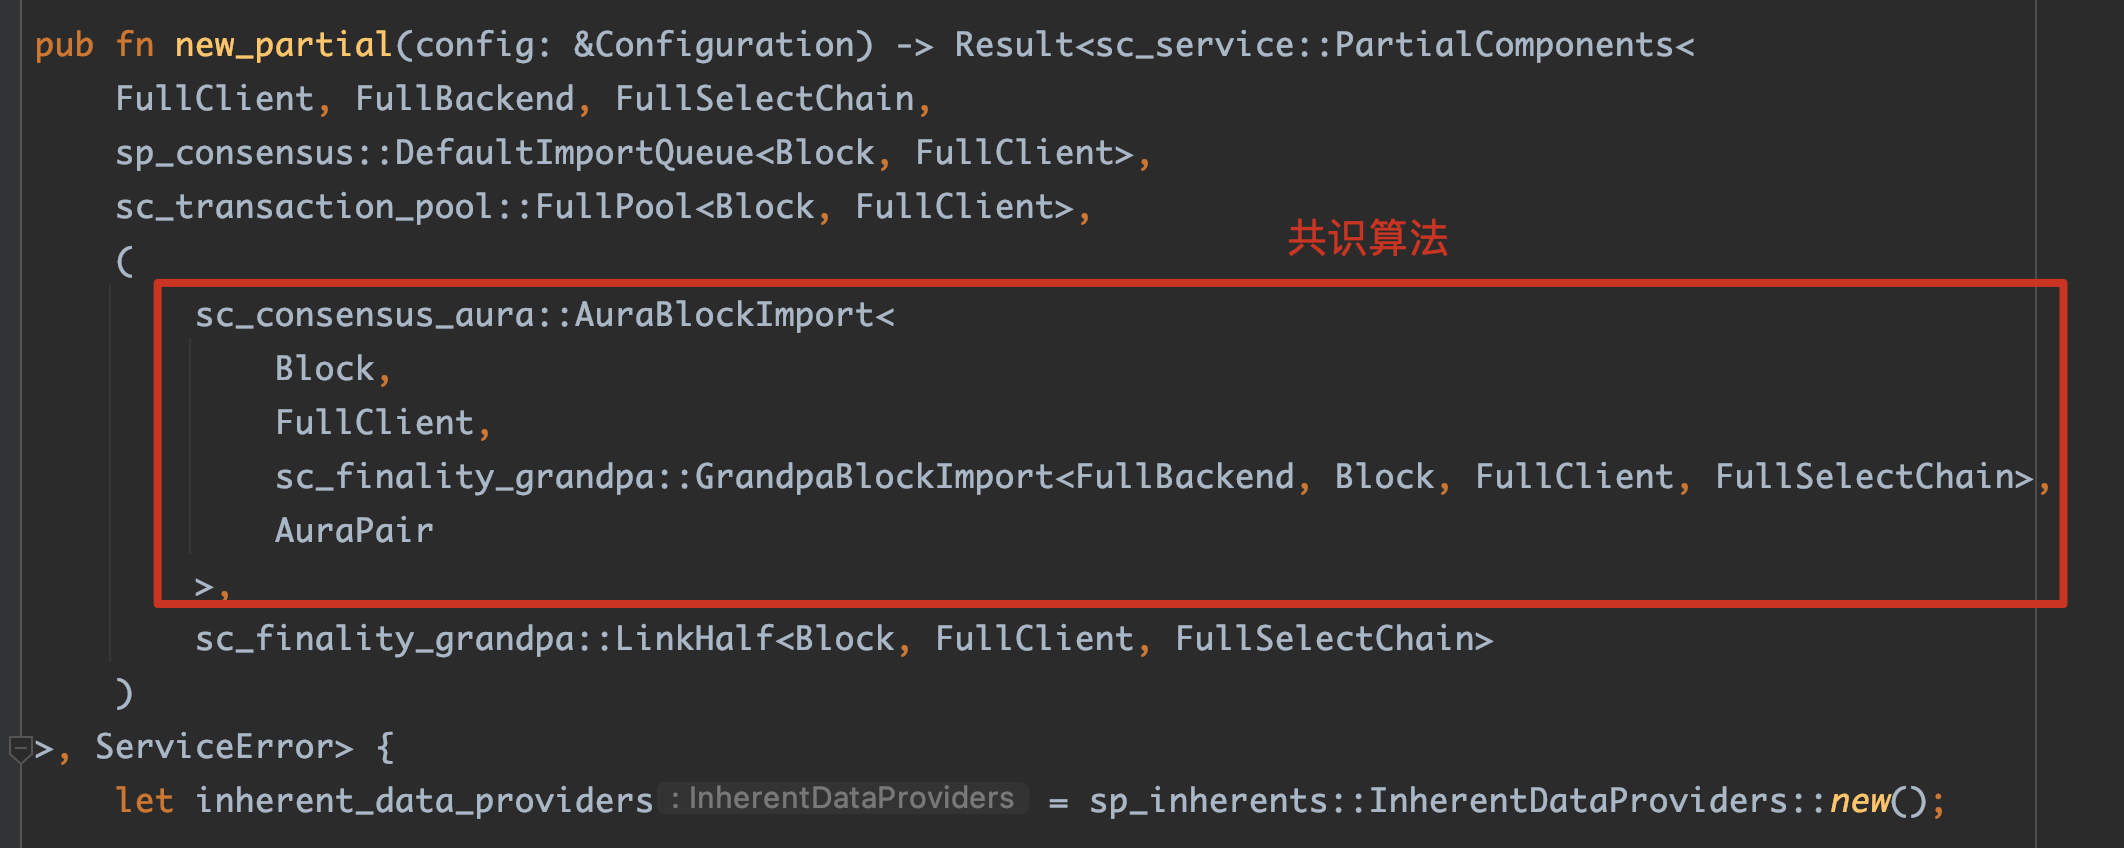 pub fn new_partial(config: &Configuration) -> Result<sc_service::PartialComponents<
    FullClient, FullBackend, FullSelectChain,
    sp_consensus::DefaultImportQueue<Block, FullClient>,
    sc_transaction_pool::FullPool<Block, FullClient>,
共识算法
    (
        sc_consensus_aura::AuraBlockImport<
            Block,
            FullClient,
            sc_finality_grandpa::GrandpaBlockImport<FullBackend, Block, FullClient, FullSelectChain>,
            AuraPair
        >,
        sc_finality_grandpa::LinkHalf<Block, FullClient, FullSelectChain>
    )
>, ServiceError> {
    let inherent_data_providers : InherentDataProviders = sp_inherents::InherentDataProviders::new();